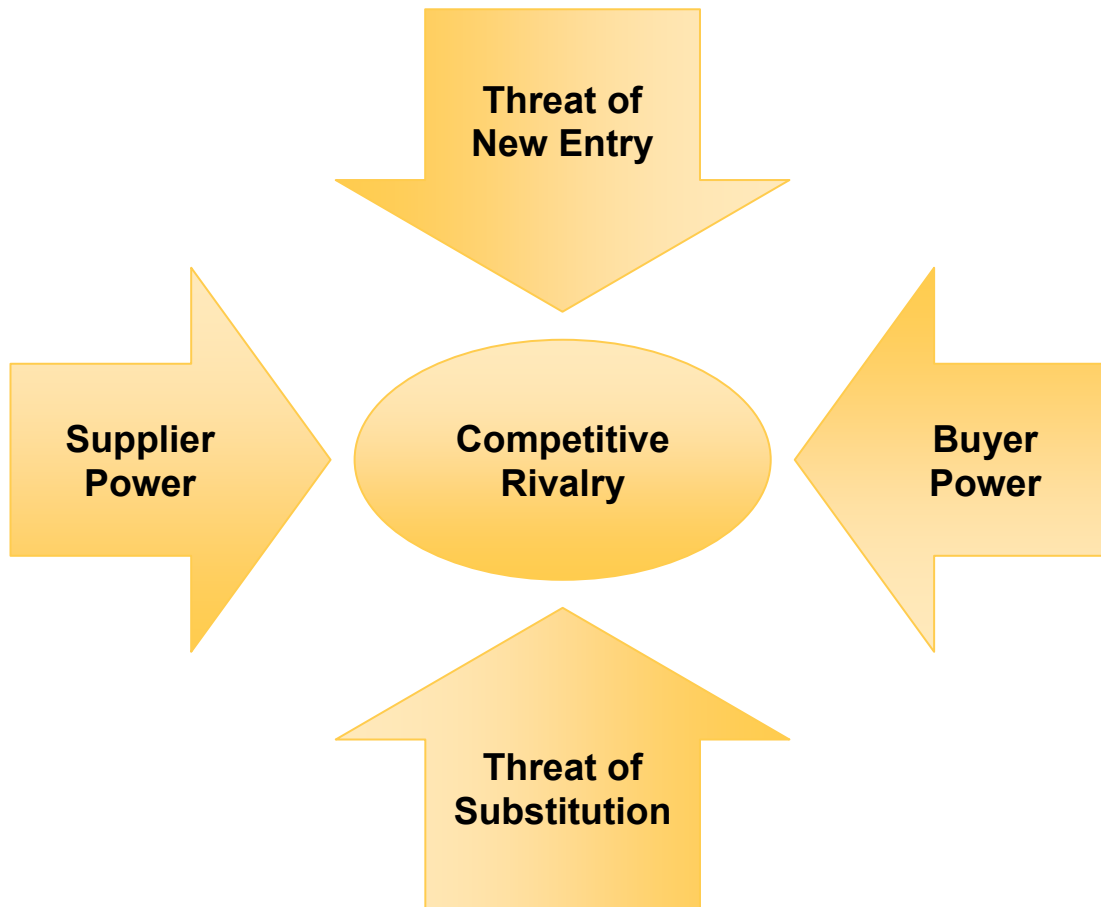 Threat of
New Entry
Supplier
Power
Competitive
Rivalry
Buyer
Power
Threat of
Substitution